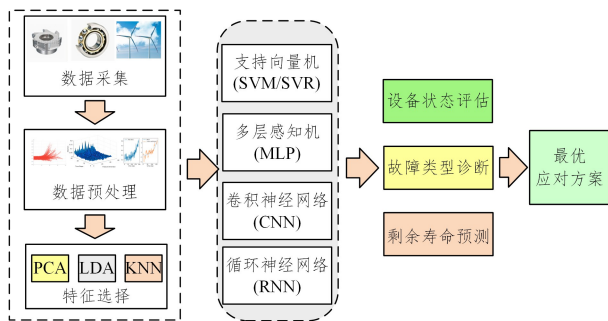 数据采集
数据预处理
PCA LDA KNN
特征选择
支持向量机
(SVM/SVR)
多层感知机
(MLP)
卷积神经网络
(CNN)
循环神经网络
(RNN)
设备状态评估
故障类型诊断
剩余寿命预测
最优
应对方案